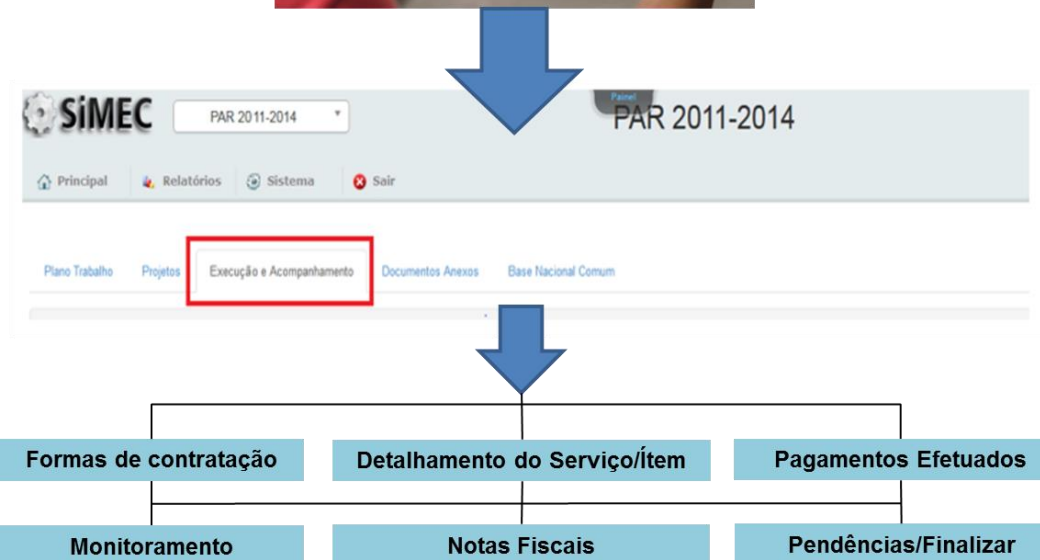 SiMEC
PAR 2011-2014
Painel
PAR 2011-2014
Principal Relatórios Sistema Sair
Plano Trabalho Projetos Execução e Acompanhamento Documentos Anexos Base Nacional Comum
Formas de contratação Detalhamento do Serviço/Ítem Pagamentos Efetuados
Monitoramento Notas Fiscais Pendências/Finalizar